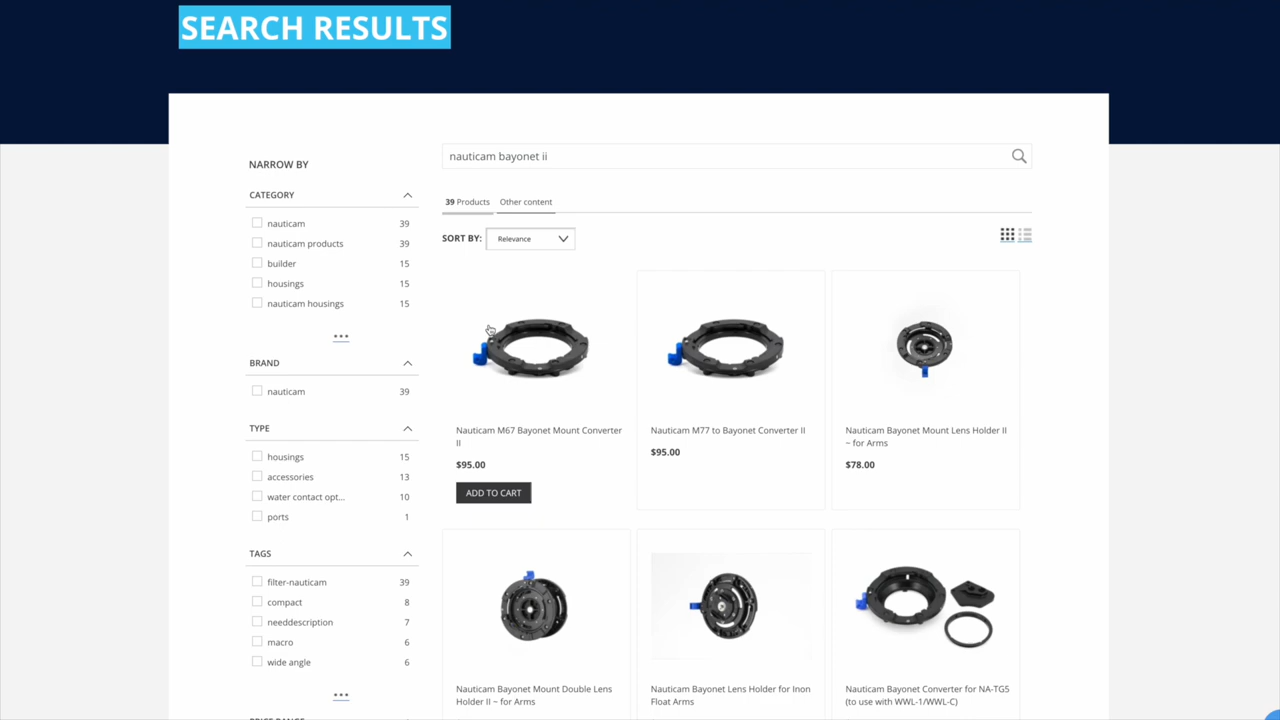 SEARCH RESULTS
NARROW BY
CATEGORY
nauticam 39
nauticam products 39
builder 15
housings 15
nauticam housings 15
...
BRAND
nauticam 39
TYPE
housings 15
accessories 13
water contact opt... 10
ports 1
TAGS
filter-nauticam 39
compact 8
needdescription 7
macro 6
wide angle 6
...
nauticam bayonet ii
39 Products Other content
SORT BY: Relevance
Nauticam M67 Bayonet Mount Converter
II
$95.00
ADD TO CART
Nauticam M77 to Bayonet Converter II
$95.00
Nauticam Bayonet Mount Lens Holder II
~ for Arms
$78.00
Nauticam Bayonet Mount Double Lens
Holder II ~ for Arms
Nauticam Bayonet Lens Holder for Inon
Float Arms
Nauticam Bayonet Converter for NA-TG5
(to use with WWL-1/WWL-C)